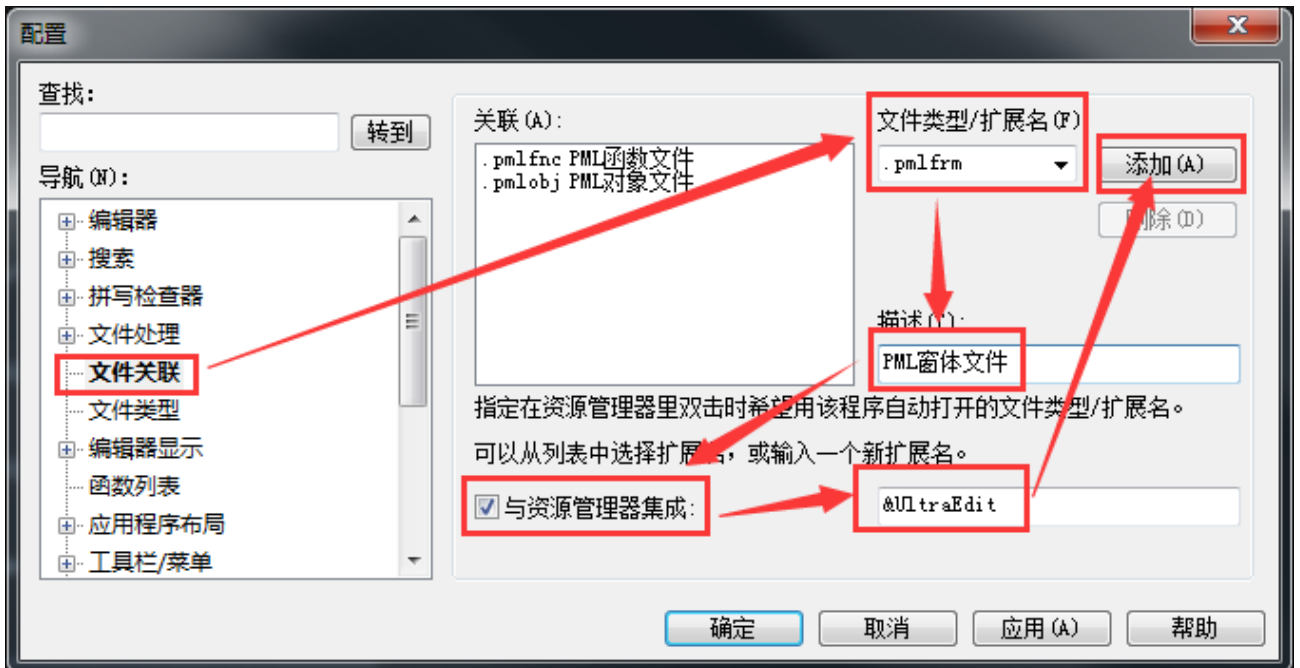 配置
查找:
转到
导航(N):
编辑器
搜索
拼写检查器
文件处理
文件关联
文件类型
编辑器显示
函数列表
应用程序布局
工具栏/菜单
关联(A):
.pmlfnc PML函数文件
.pmlobj PML对象文件
文件类型/扩展名(F)
.pmlfrm
添加(A)
删除(D)
描述
PML窗体文件
指定在资源管理器里双击时希望用该程序自动打开的文件类型/扩展名。
可以从列表中选择扩展名,或输入一个新扩展名。
与资源管理器集成:
&UltraEdit
确定
取消
应用(A)
帮助